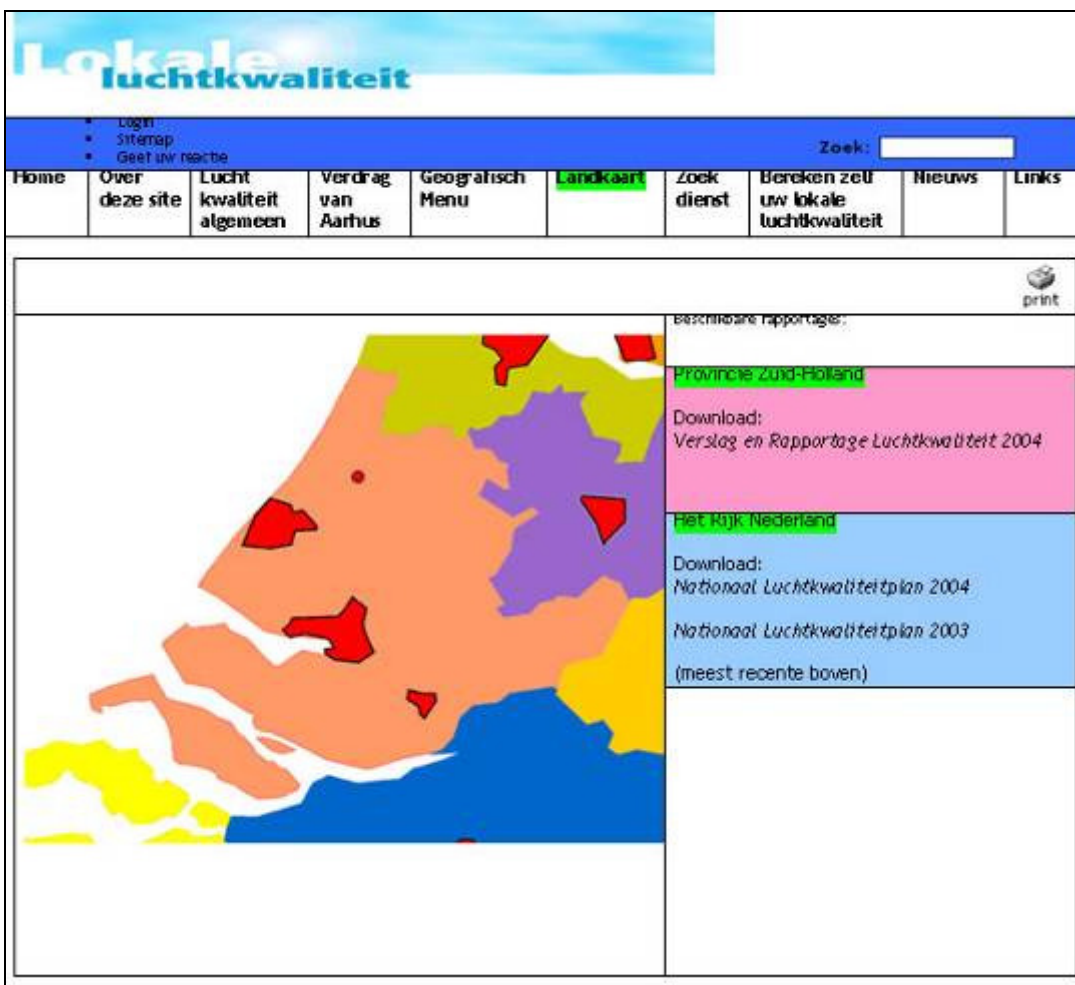 Lokale
luchtkwaliteit
Login
Sitemap
Geef uw reactie
Zoek:
Home
Over
deze site
Lucht
kwaliteit
algemeen
Verdrag
van
Aarhus
Geografisch
Menu
Landkaart
Zoek
dienst
Bereken zelf
uw lokale
luchtkwaliteit
Nieuws
Links
print
Beschikbare rapportages:
Provincie Zuid-Holland
Download:
Verslag en Rapportage Luchtkwaliteit 2004
Het Rijk Nederland
Download:
Nationaal Luchtkwaliteitplan 2004
Nationaal Luchtkwaliteitplan 2003
(meest recente boven)